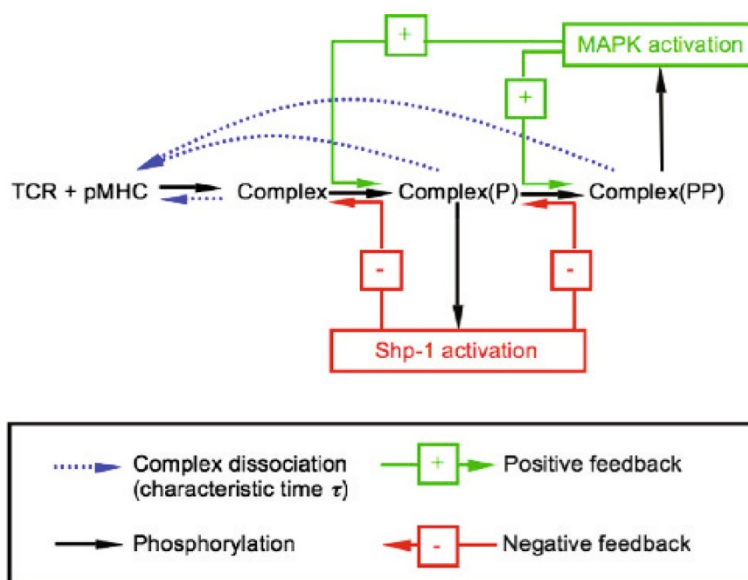 +
MAPK activation
+
TCR + pMHC
Complex
Complex(P)
Complex(PP)
-
-
Shp-1 activation
Complex dissociation
(characteristic time τ)
+
Positive feedback
Phosphorylation
-
Negative feedback